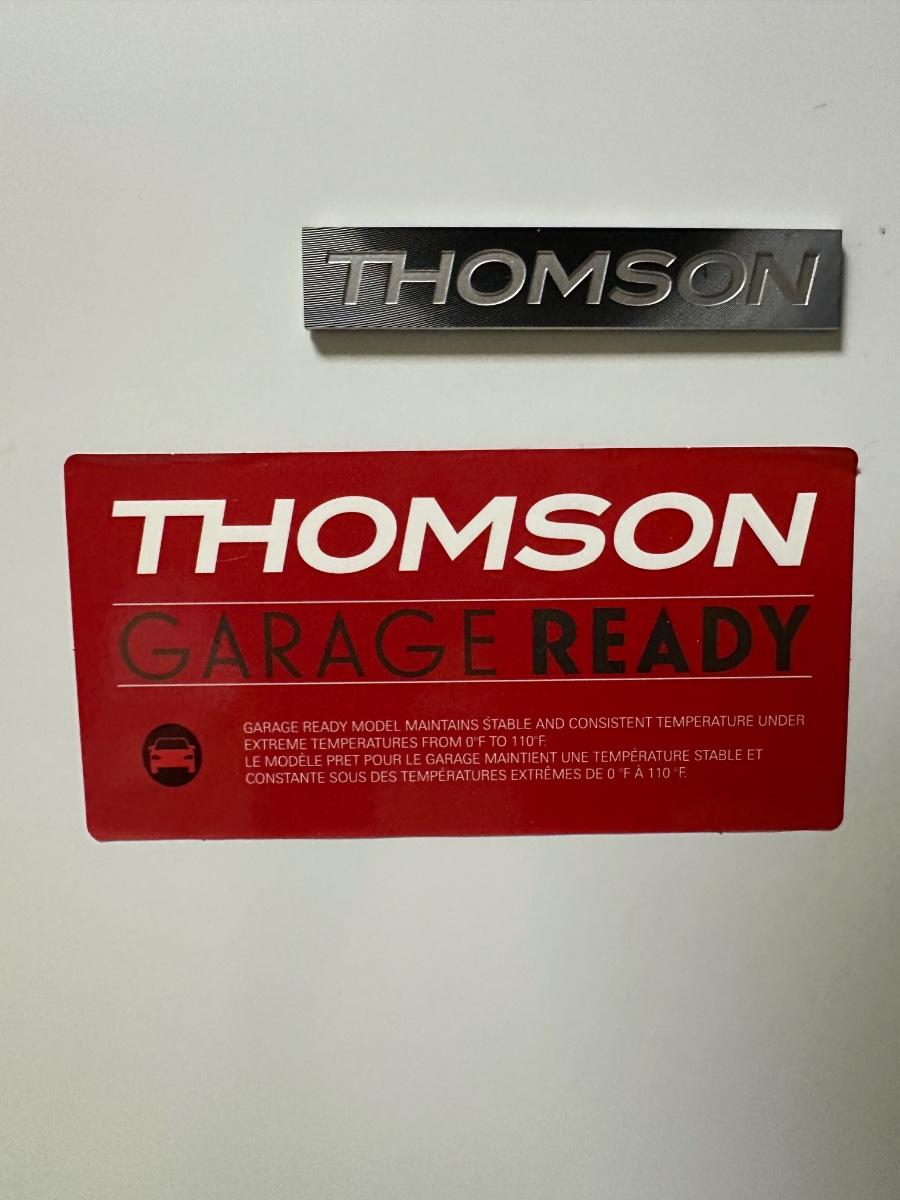 THOMSON
THOMSON
GARAGE READY
GARAGE READY MODEL MAINTAINS STABLE AND CONSISTENT TEMPERATURE UNDER
EXTREME TEMPERATURES FROM 0°F TO 110°F.
LE MODÈLE PRET POUR LE GARAGE MAINTIENT UNE TEMPÉRATURE STABLE ET
CONSTANTE SOUS DES TEMPÉRATURES EXTRÊMES DE 0 °F À 110 °F.